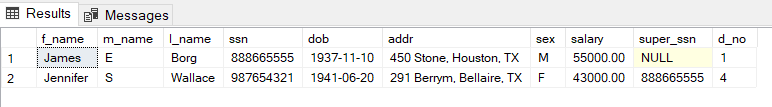 Results Messages
f_name m_name l_name ssn dob addr sex salary super_ssn d_no
1 James E Borg 888665555 1937-11-10 450 Stone, Houston, TX M 55000.00 NULL 1
2 Jennifer S Wallace 987654321 1941-06-20 291 Berrym, Bellaire, TX F 43000.00 888665555 4